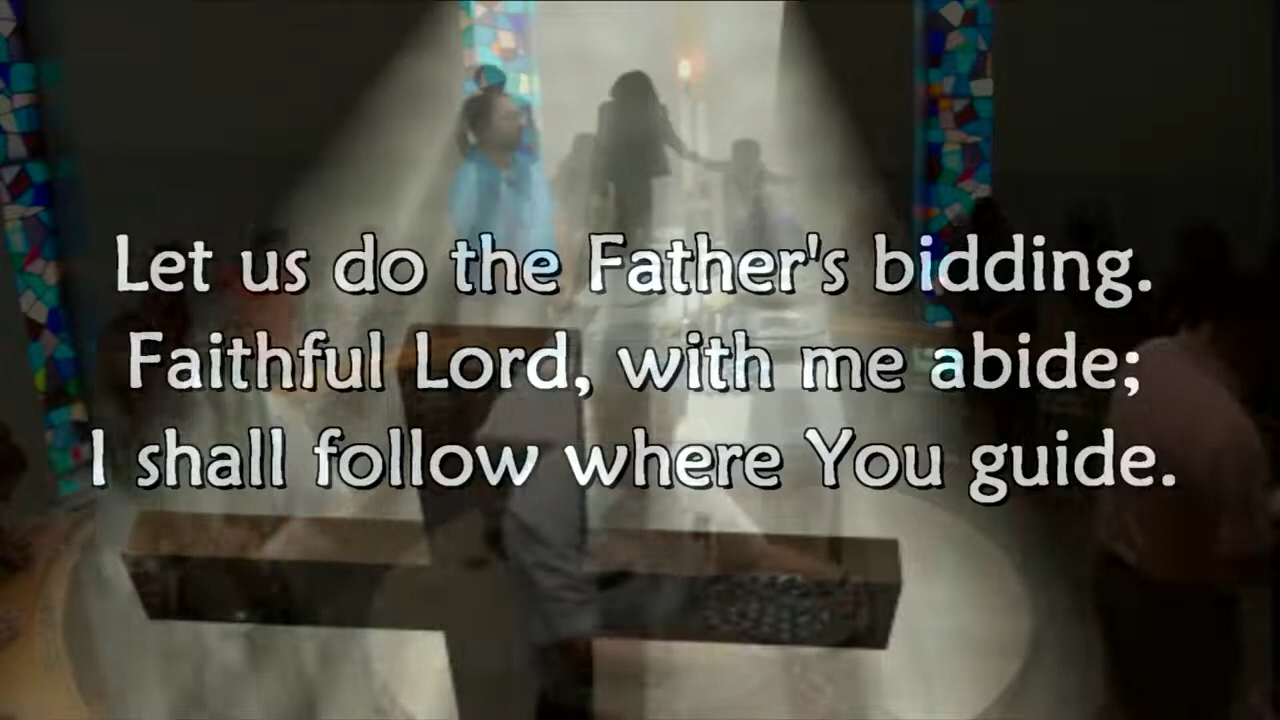 Let us do the Father's bidding.
Faithful Lord, with me abide;
I shall follow where You guide.